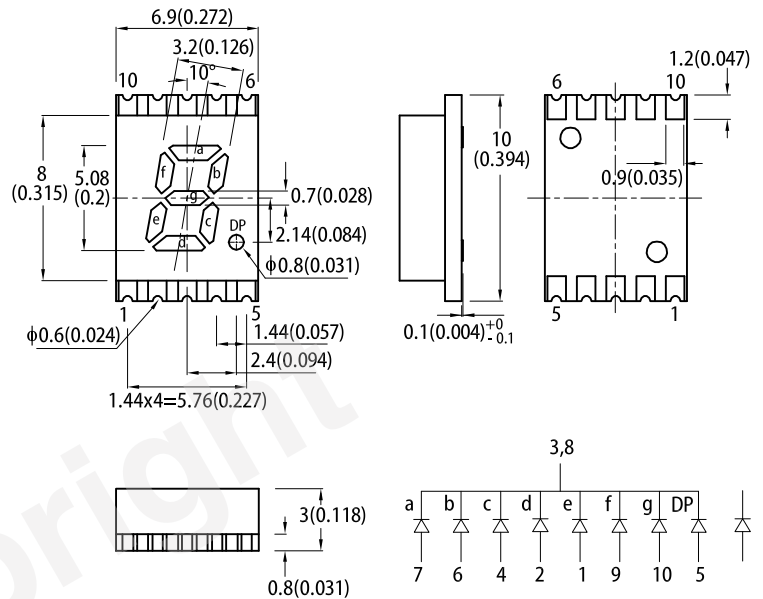 6.9(0.272)
3.2(0.126)
10°
10
6
a
f
b
g
e
c
d
DP
8
(0.315)
5.08
(0.2)
0.7(0.028)
2.14(0.084)
ϕ0.8(0.031)
1
5
ϕ0.6(0.024)
1.44(0.057)
2.4(0.094)
1.44x4=5.76(0.227)
10
(0.394)
0.1(0.004)+0
-0.1
6
10
1.2(0.047)
0.9(0.035)
5
1
3(0.118)
0.8(0.031)
3,8
a b c d e f g DP
7 6 4 2 1 9 10 5
bright